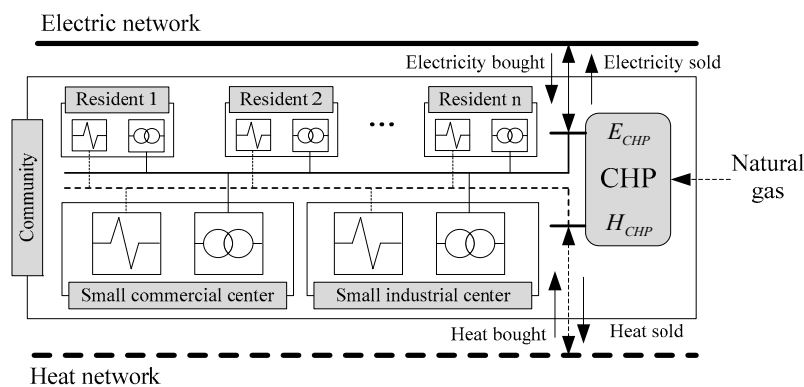 Electric network
Electricity bought
Electricity sold
Resident 1
Resident 2
...
Resident n
Community
E_CHP
CHP
H_CHP
Natural
gas
Small commercial center
Small industrial center
Heat bought
Heat sold
Heat network